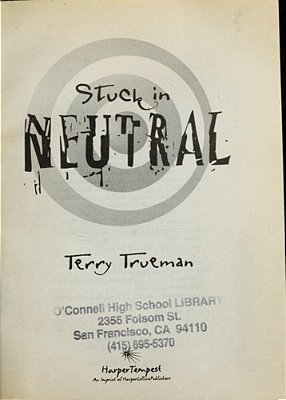 Stuck in
NEUTRAL
Terry Trueman
O'Connell High School LIBRARY
2355 Folsom St.
San Francisco, CA 94110
(415) 695-5370
HarperTempest
An Imprint of HarperCollinsPublishers